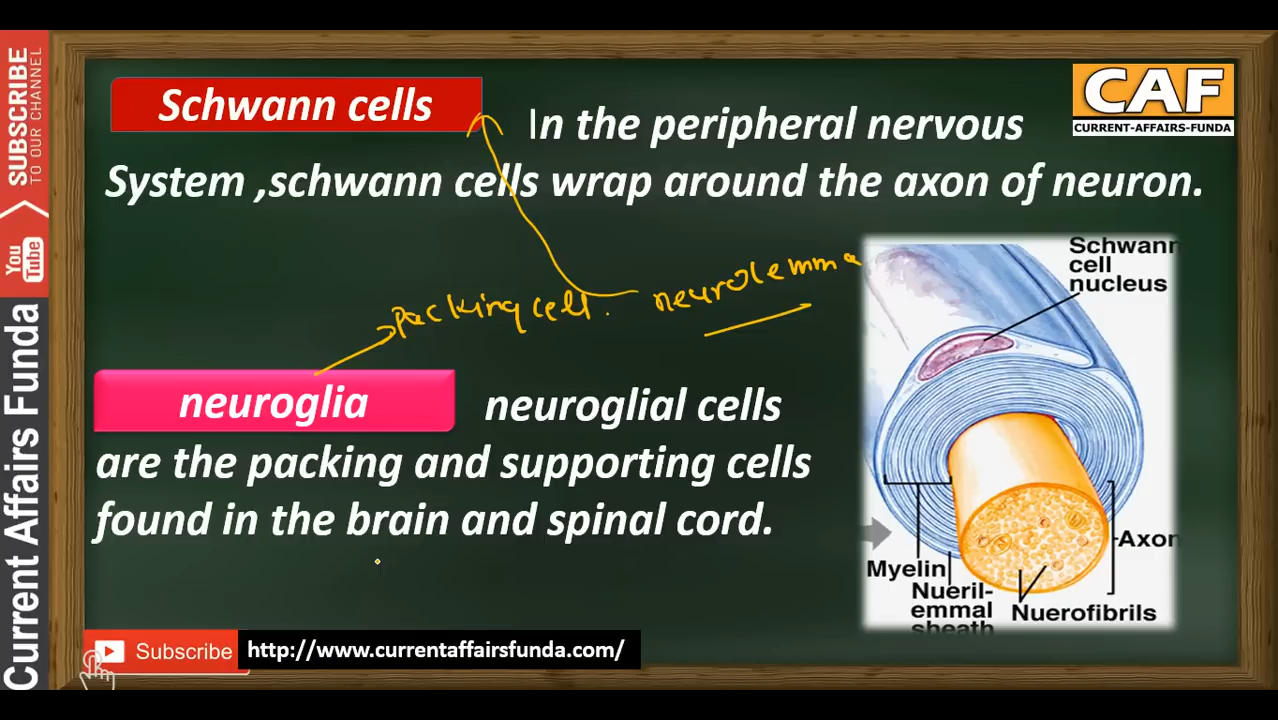 SUBSCRIBE
TO OUR CHANNEL
You
Tube
Current Affairs Funda
Schwann cells
CAF
CURRENT-AFFAIRS-FUNDA
In the peripheral nervous
System ,schwann cells wrap around the axon of neuron.
packing cell.
neurolemma
neuroglia
neuroglial cells
are the packing and supporting cells
found in the brain and spinal cord.
Schwann
cell
nucleus
Axon
Myelin
Nueril-
emmal
sheath
Nuerofibrils
Subscribe
http://www.currentaffairsfunda.com/